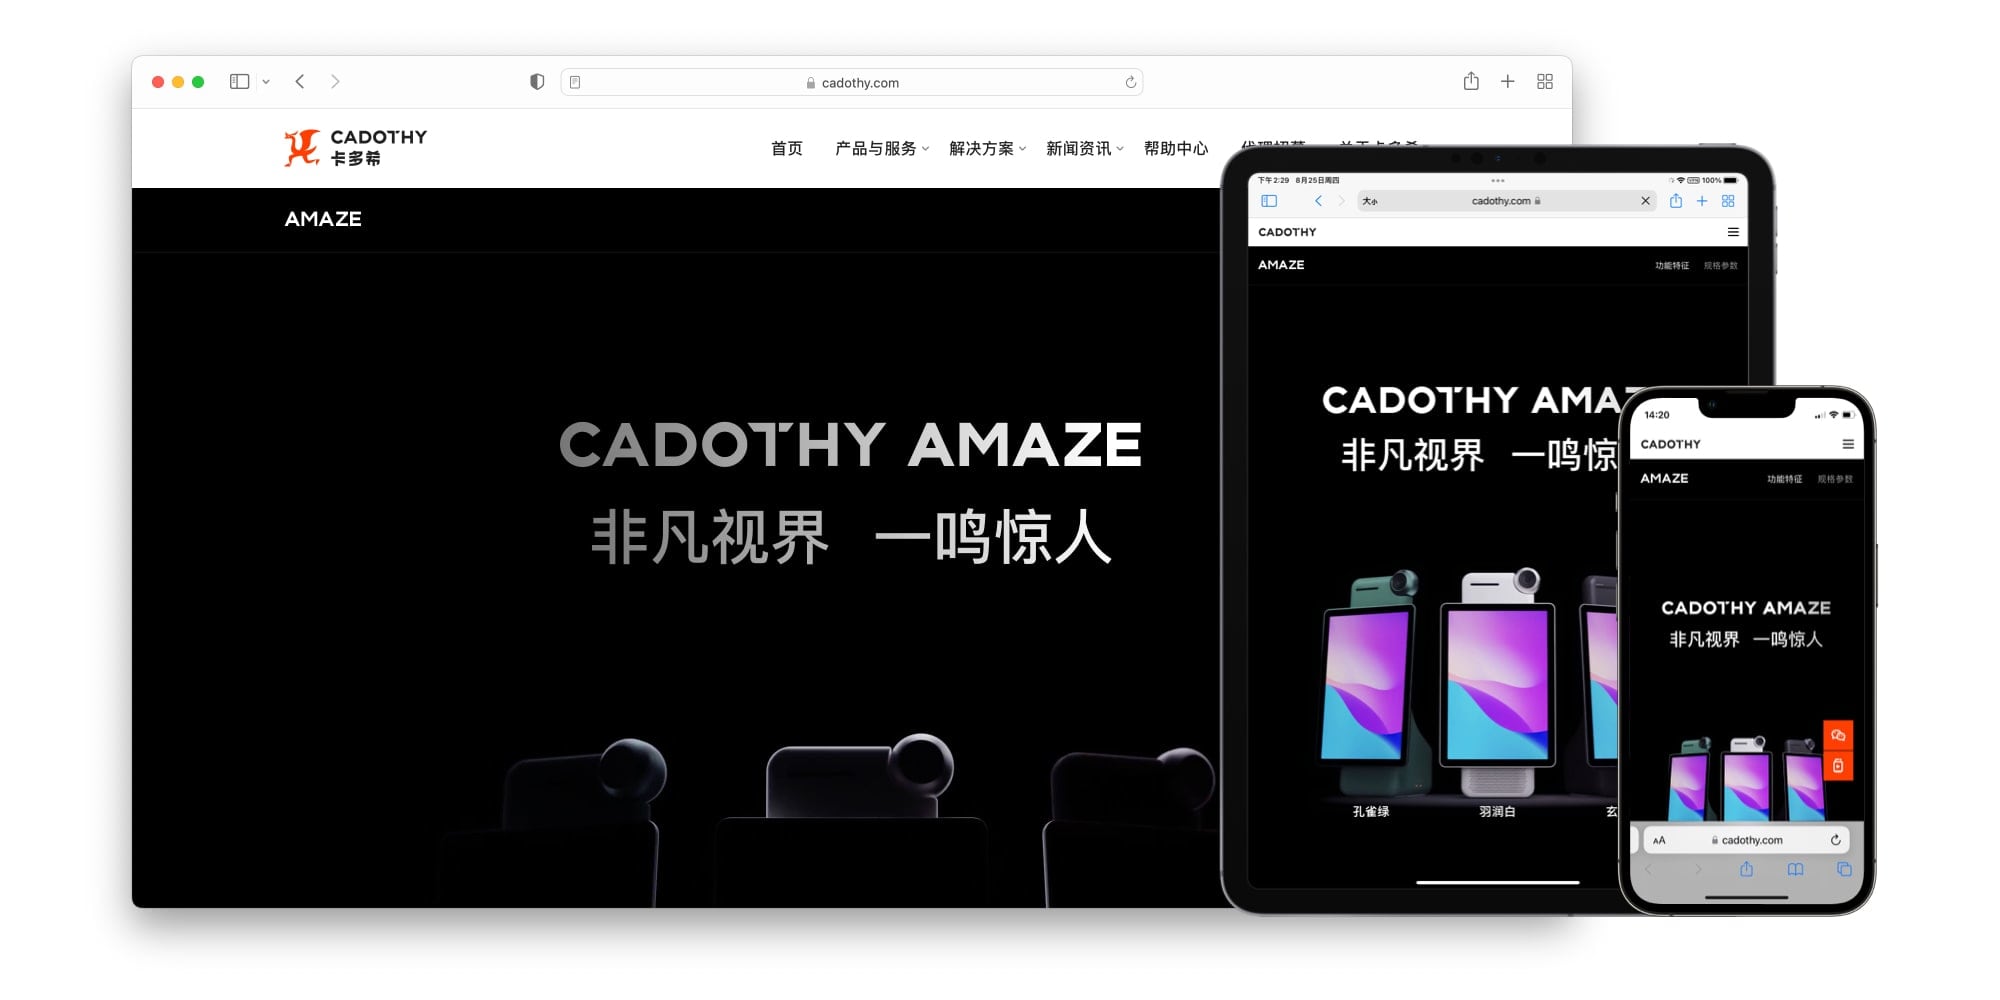 cadothy.com
CADOTHY
卡多希
首页 产品与服务 解决方案 新闻资讯 帮助中心
AMAZE
CADOTHY AMAZE
非凡视界 一鸣惊人
下午2:29 8月25日周四
100%
大小 cadothy.com
CADOTHY
AMAZE 功能特征 规格参数
CADOTHY AMAZ
非凡视界 一鸣惊
孔雀绿 羽润白 玄
14:20
CADOTHY
AMAZE 功能特征 规格参数
CADOTHY AMAZE
非凡视界 一鸣惊人
AA cadothy.com